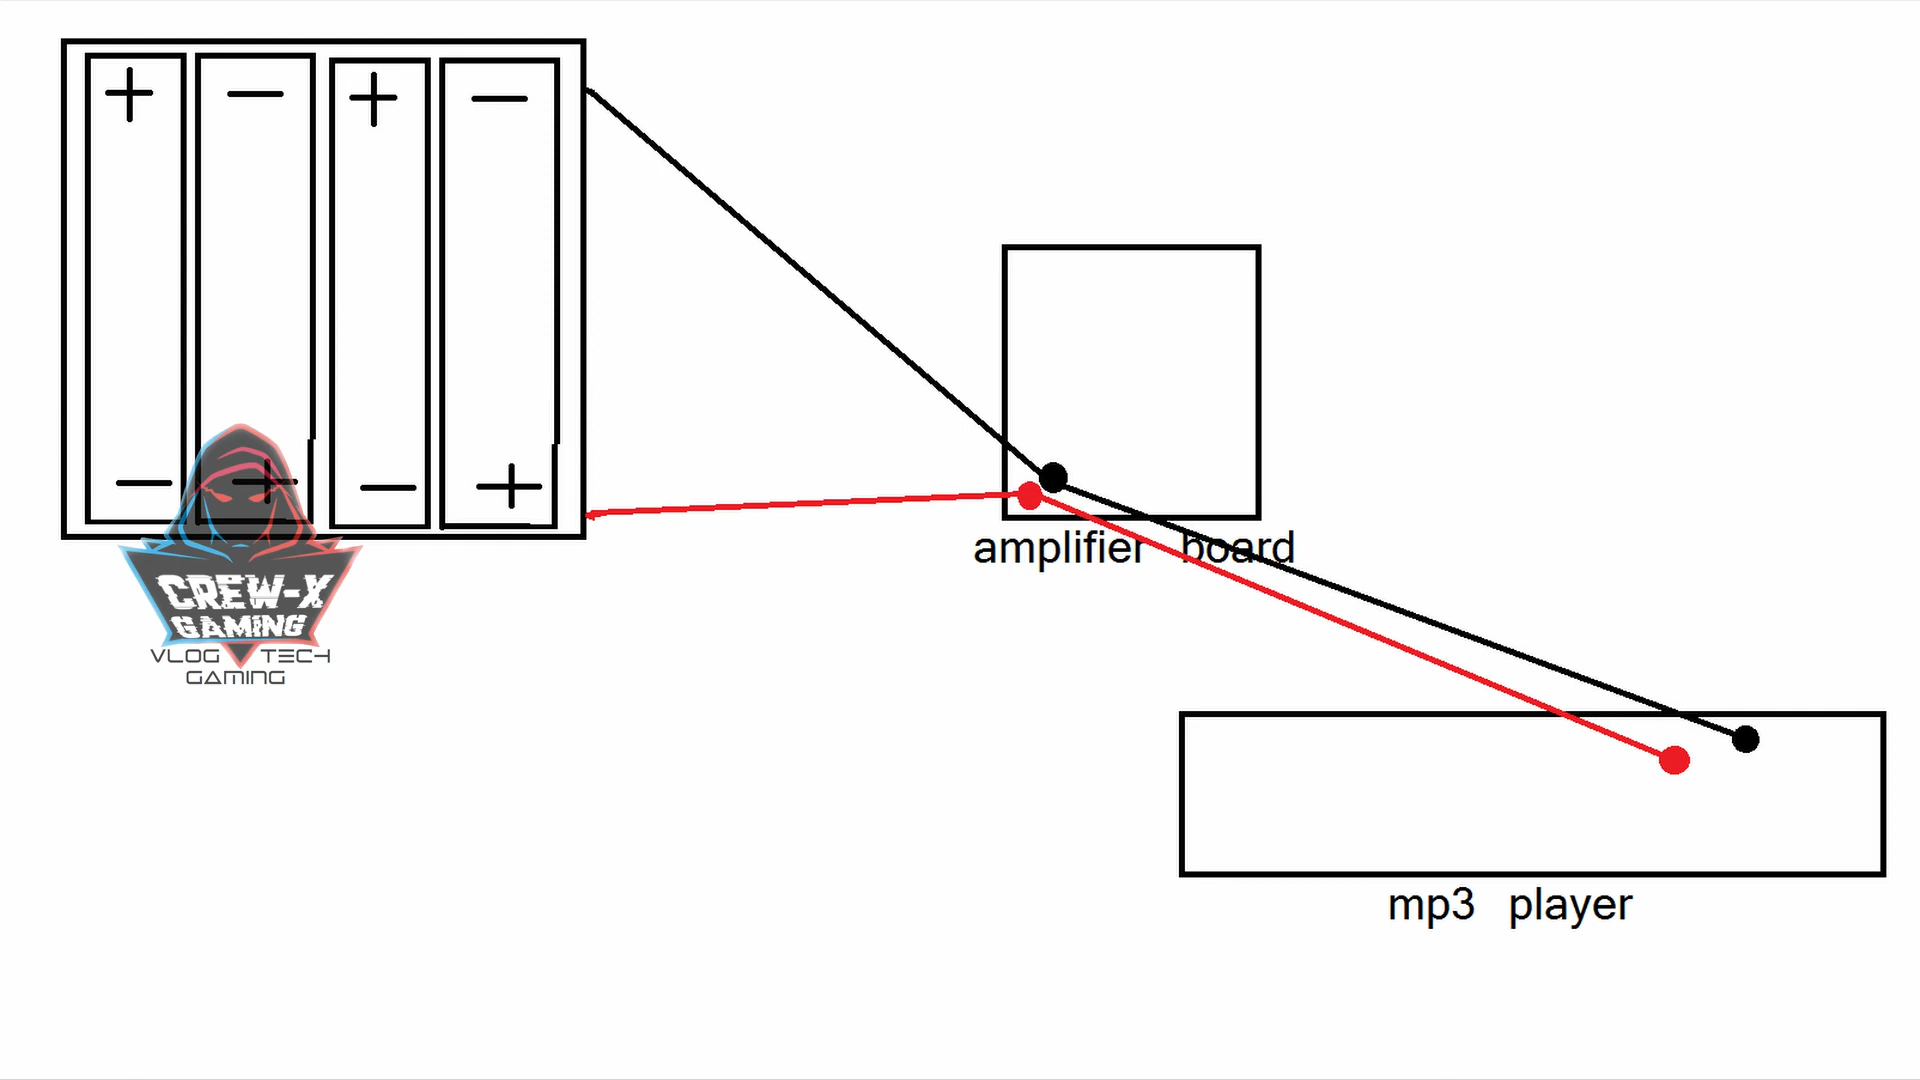 + − + −
− + − +
amplifier board
CREW-X
GAMING
VLOG TECH
GAMING
mp3 player